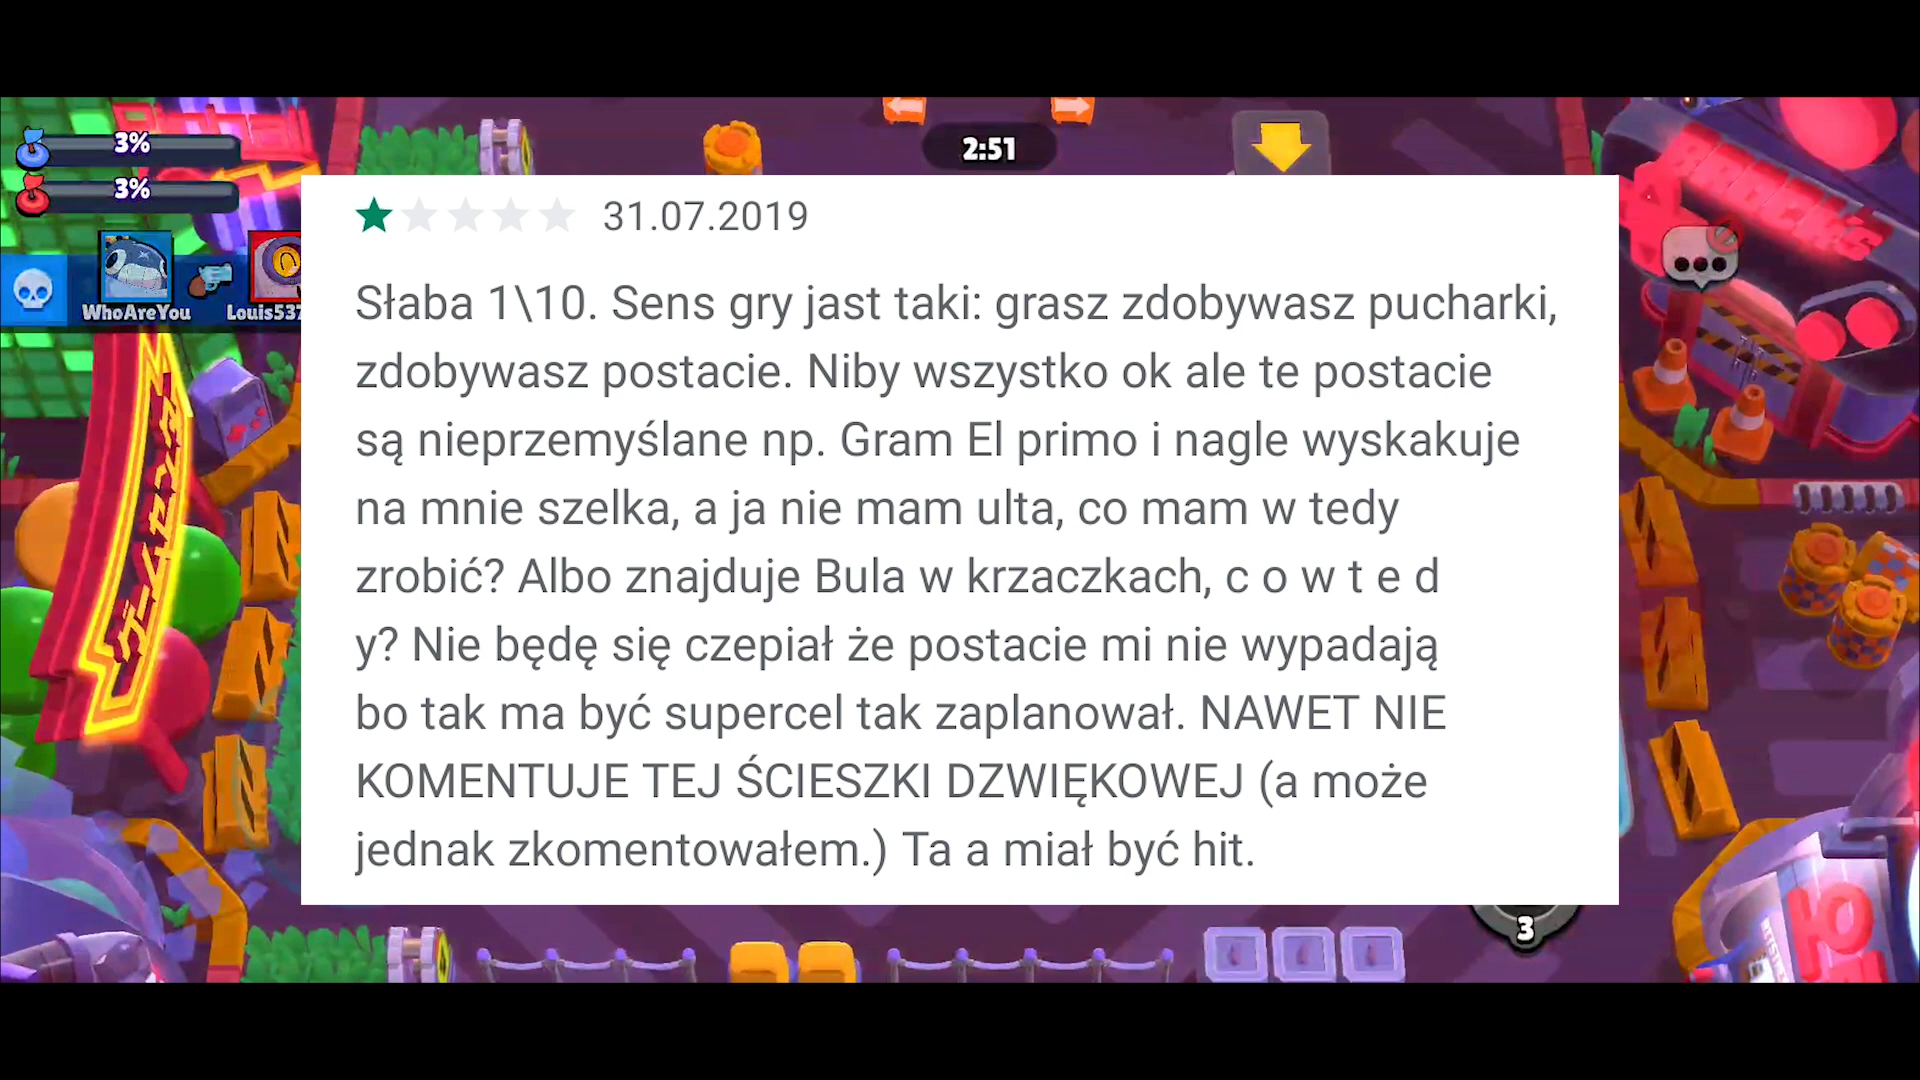 3%
2:51
3%
WhoAreYou
31.07.2019
Słaba 1\10. Sens gry jast taki: grasz zdobywasz pucharki,
zdobywasz postacie. Niby wszystko ok ale te postacie
są nieprzemyślane np. Gram El primo i nagle wyskakuje
na mnie szelka, a ja nie mam ulta, co mam w tedy
zrobić? Albo znajduje Bula w krzaczkach, c o w t e d
y? Nie będę się czepiał że postacie mi nie wypadają
bo tak ma być supercel tak zaplanował. NAWET NIE
KOMENTUJE TEJ ŚCIESZKI DZWIĘKOWEJ (a może
jednak zkomentowałem.) Ta a miał być hit.
3